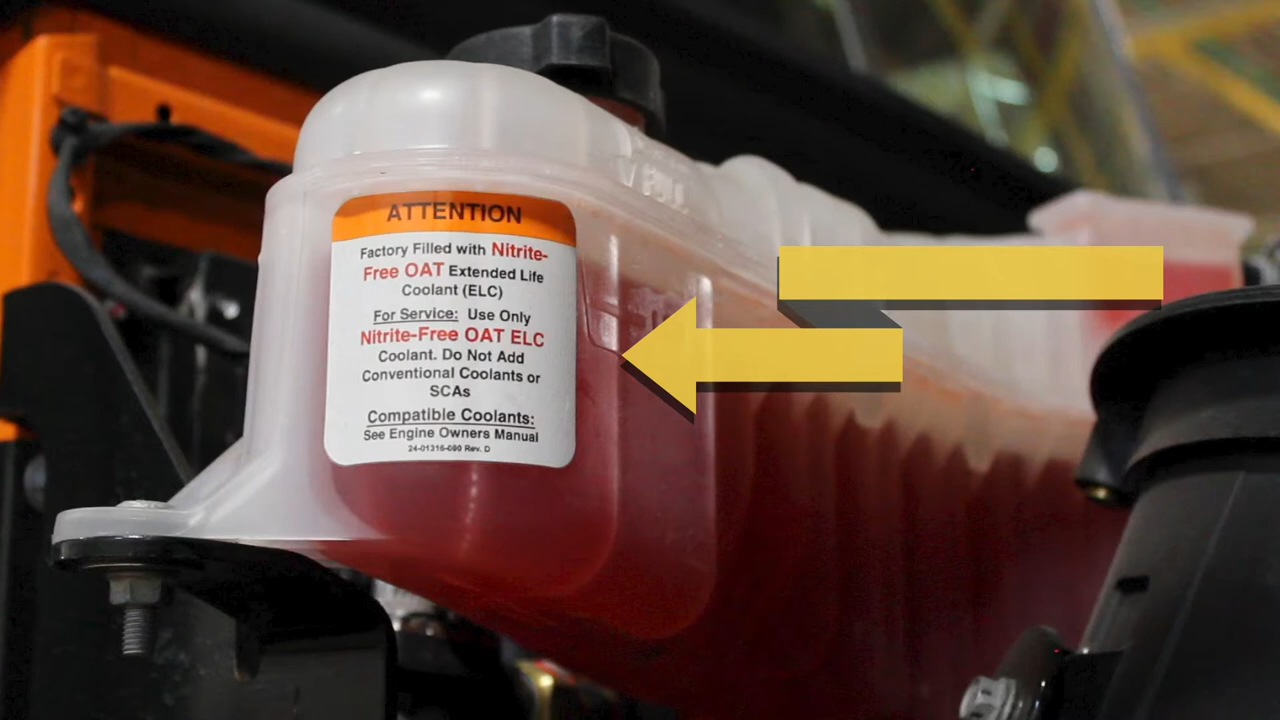 ATTENTION
Factory Filled with Nitrite-
Free OAT Extended Life
Coolant (ELC)
For Service: Use Only
Nitrite-Free OAT ELC
Coolant. Do Not Add
Conventional Coolants or
SCAs
Compatible Coolants:
See Engine Owners Manual
24-01316-090 Rev. D